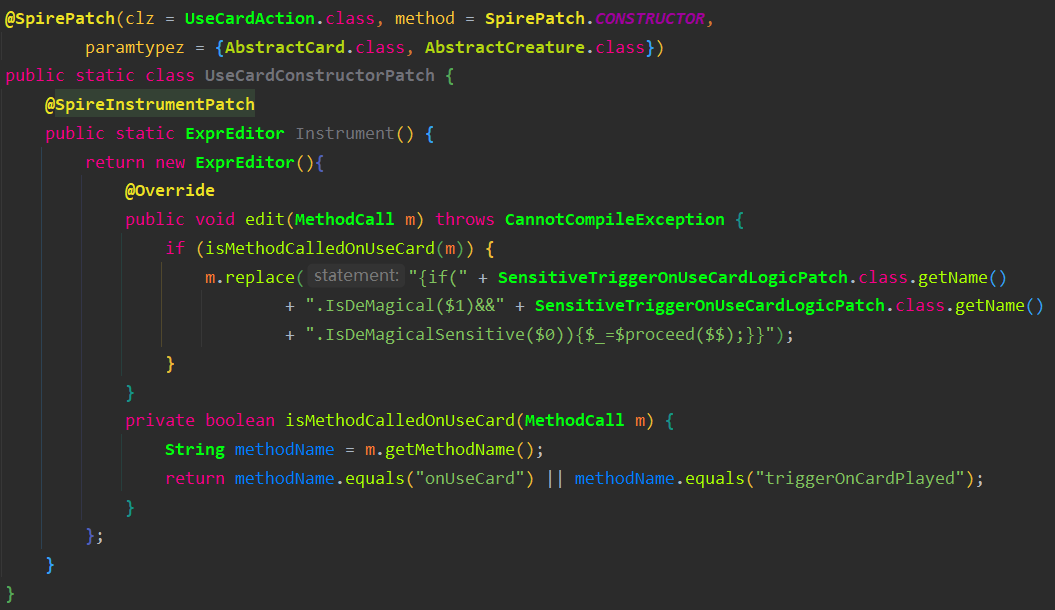 @SpirePatch(clz = UseCardAction.class, method = SpirePatch.CONSTRUCTOR,
        paramtypez = {AbstractCard.class, AbstractCreature.class})
public static class UseCardConstructorPatch {
    @SpireInstrumentPatch
    public static ExprEditor Instrument() {
        return new ExprEditor(){
            @Override
            public void edit(MethodCall m) throws CannotCompileException {
                if (isMethodCalledOnUseCard(m)) {
                    m.replace( statement: "{if(" + SensitiveTriggerOnUseCardLogicPatch.class.getName()
                            + ".IsDeMagical($1)&&" + SensitiveTriggerOnUseCardLogicPatch.class.getName()
                            + ".IsDeMagicalSensitive($0)){$_=$proceed($$);}}");
                }
            }
            private boolean isMethodCalledOnUseCard(MethodCall m) {
                String methodName = m.getMethodName();
                return methodName.equals("onUseCard") || methodName.equals("triggerOnCardPlayed");
            }
        };
    }
}